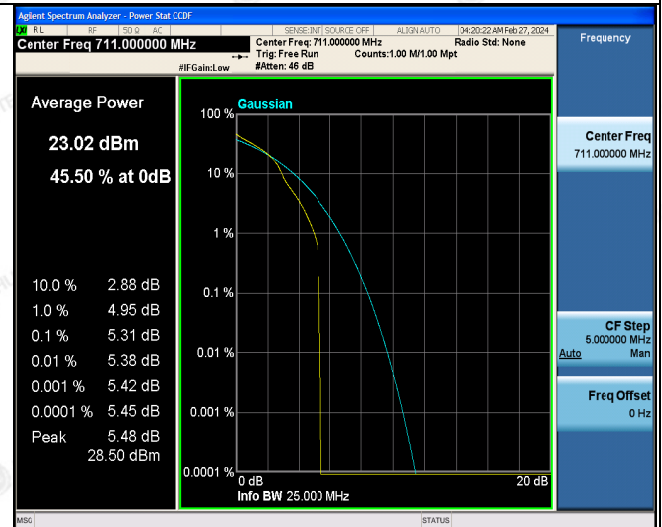 Agilent Spectrum Analyzer - Power Stat CCDF
LXI RL RF 50 Ω AC SENSE:INT SOURCE OFF ALIGN AUTO 04:20:22 AM Feb 27, 2024
Center Freq 711.000000 MHz
Center Freq: 711.000000 MHz Radio Std: None
Trig: Free Run Counts:1.00 M/1.00 Mpt
#IFGain:Low #Atten: 46 dB
Frequency
Average Power
23.02 dBm
45.50 % at 0dB
10.0 % 2.88 dB
1.0 % 4.95 dB
0.1 % 5.31 dB
0.01 % 5.38 dB
0.001 % 5.42 dB
0.0001 % 5.45 dB
Peak 5.48 dB
28.50 dBm
Gaussian
100 %
10 %
1 %
0.1 %
0.01 %
0.001 %
0.0001 %
0 dB 20 dB
Info BW 25.000 MHz
Center Freq
711.000000 MHz
CF Step
5.000000 MHz
Auto Man
Freq Offset
0 Hz
MSG STATUS